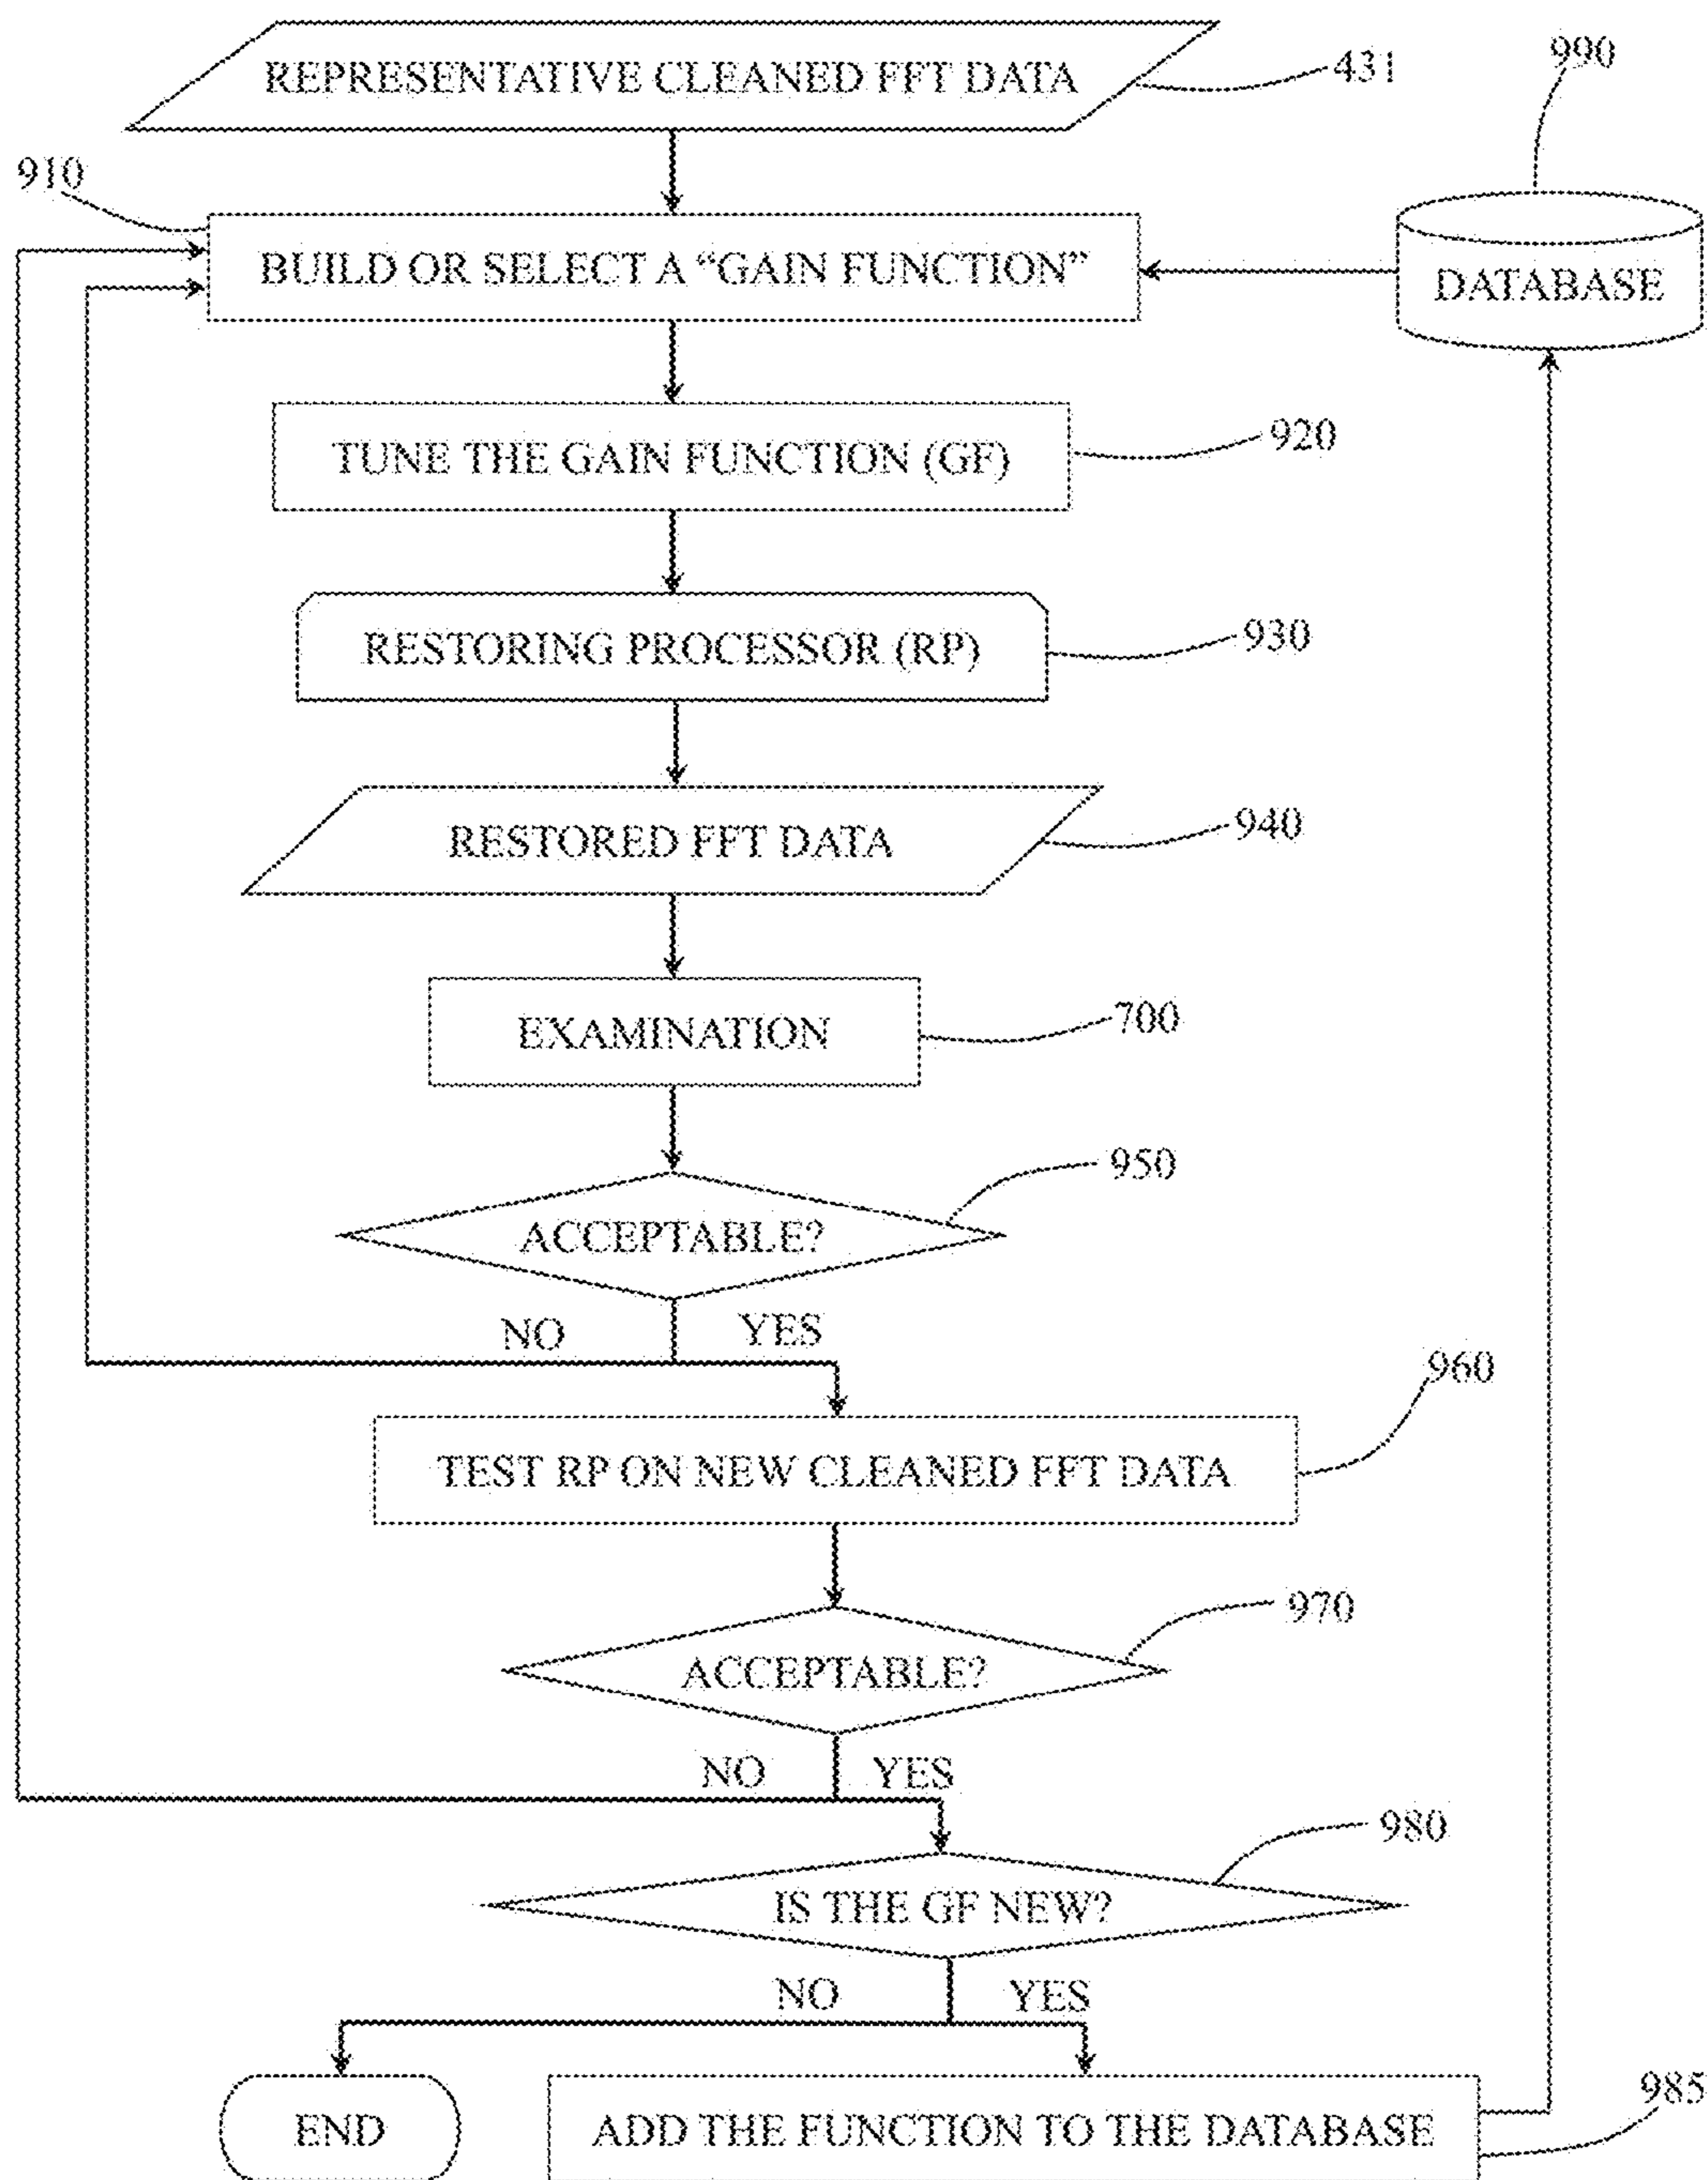 REPRESENTATIVE CLEANED FFT DATA
431
990
910
BUILD OR SELECT A “GAIN FUNCTION”
DATABASE
TUNE THE GAIN FUNCTION (GF)
920
RESTORING PROCESSOR (RP)
930
RESTORED FFT DATA
940
EXAMINATION
700
950
ACCEPTABLE?
NO
YES
960
TEST RP ON NEW CLEANED FFT DATA
970
ACCEPTABLE?
NO
YES
980
IS THE GF NEW?
NO
YES
END
ADD THE FUNCTION TO THE DATABASE
985